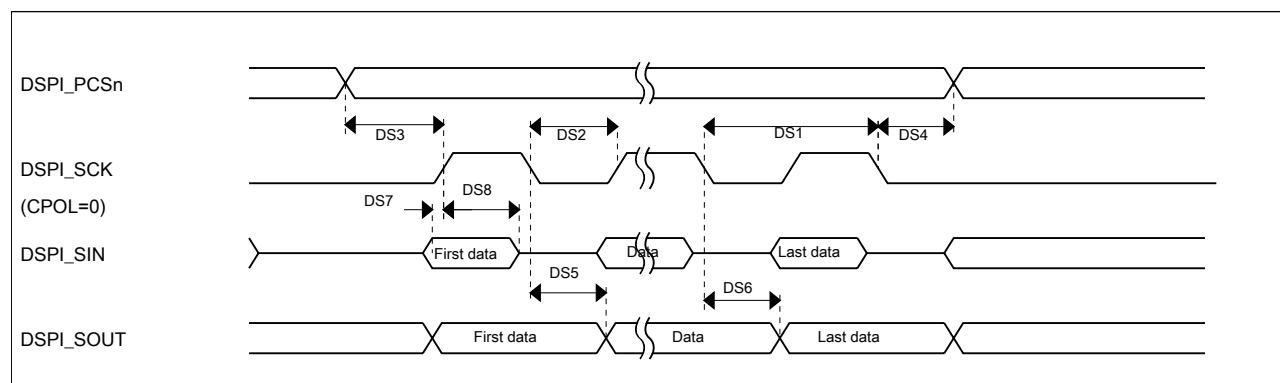 DSPI_PCSn
DS3
DS2
DS1
DS4
DSPI_SCK
(CPOL=0)
DS7
DS8
DSPI_SIN
First data
Data
Last data
DS5
DS6
DSPI_SOUT
First data
Data
Last data